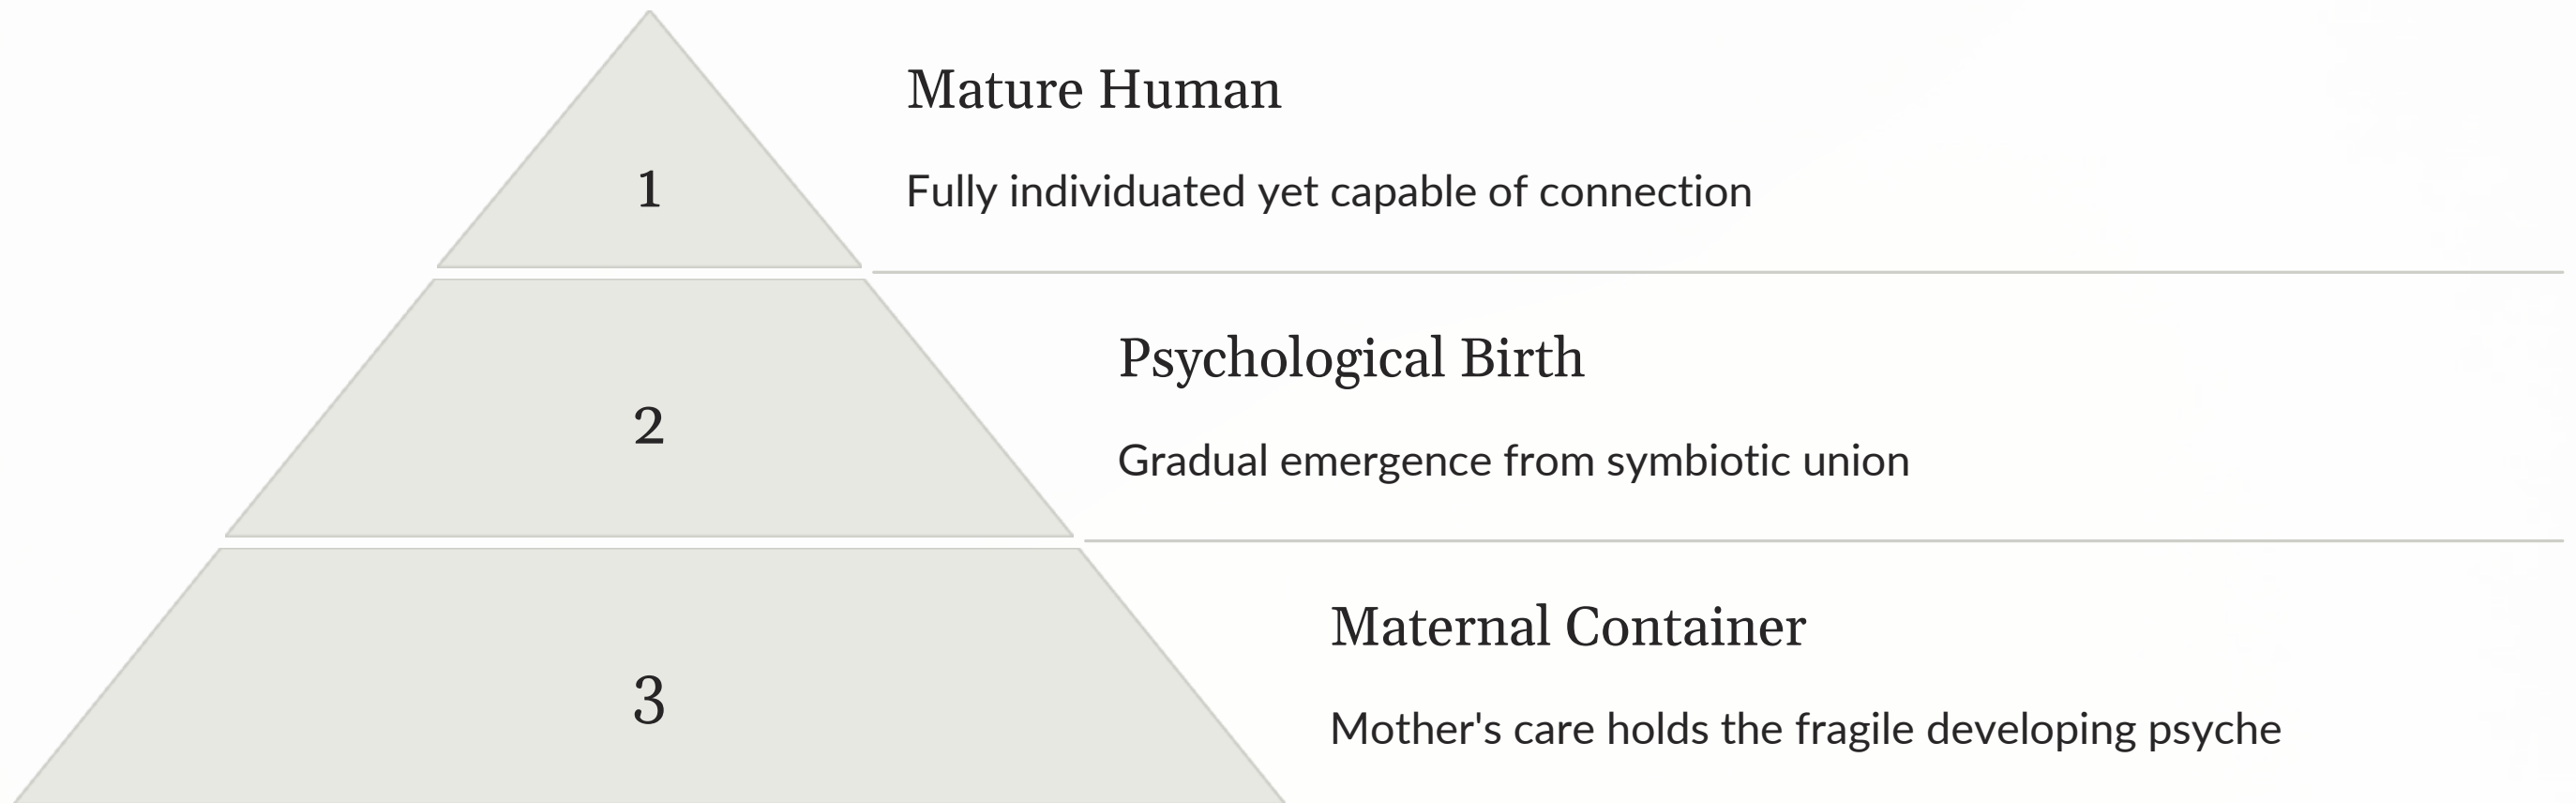 1
Mature Human
Fully individuated yet capable of connection
2
Psychological Birth
Gradual emergence from symbiotic union
3
Maternal Container
Mother's care holds the fragile developing psyche